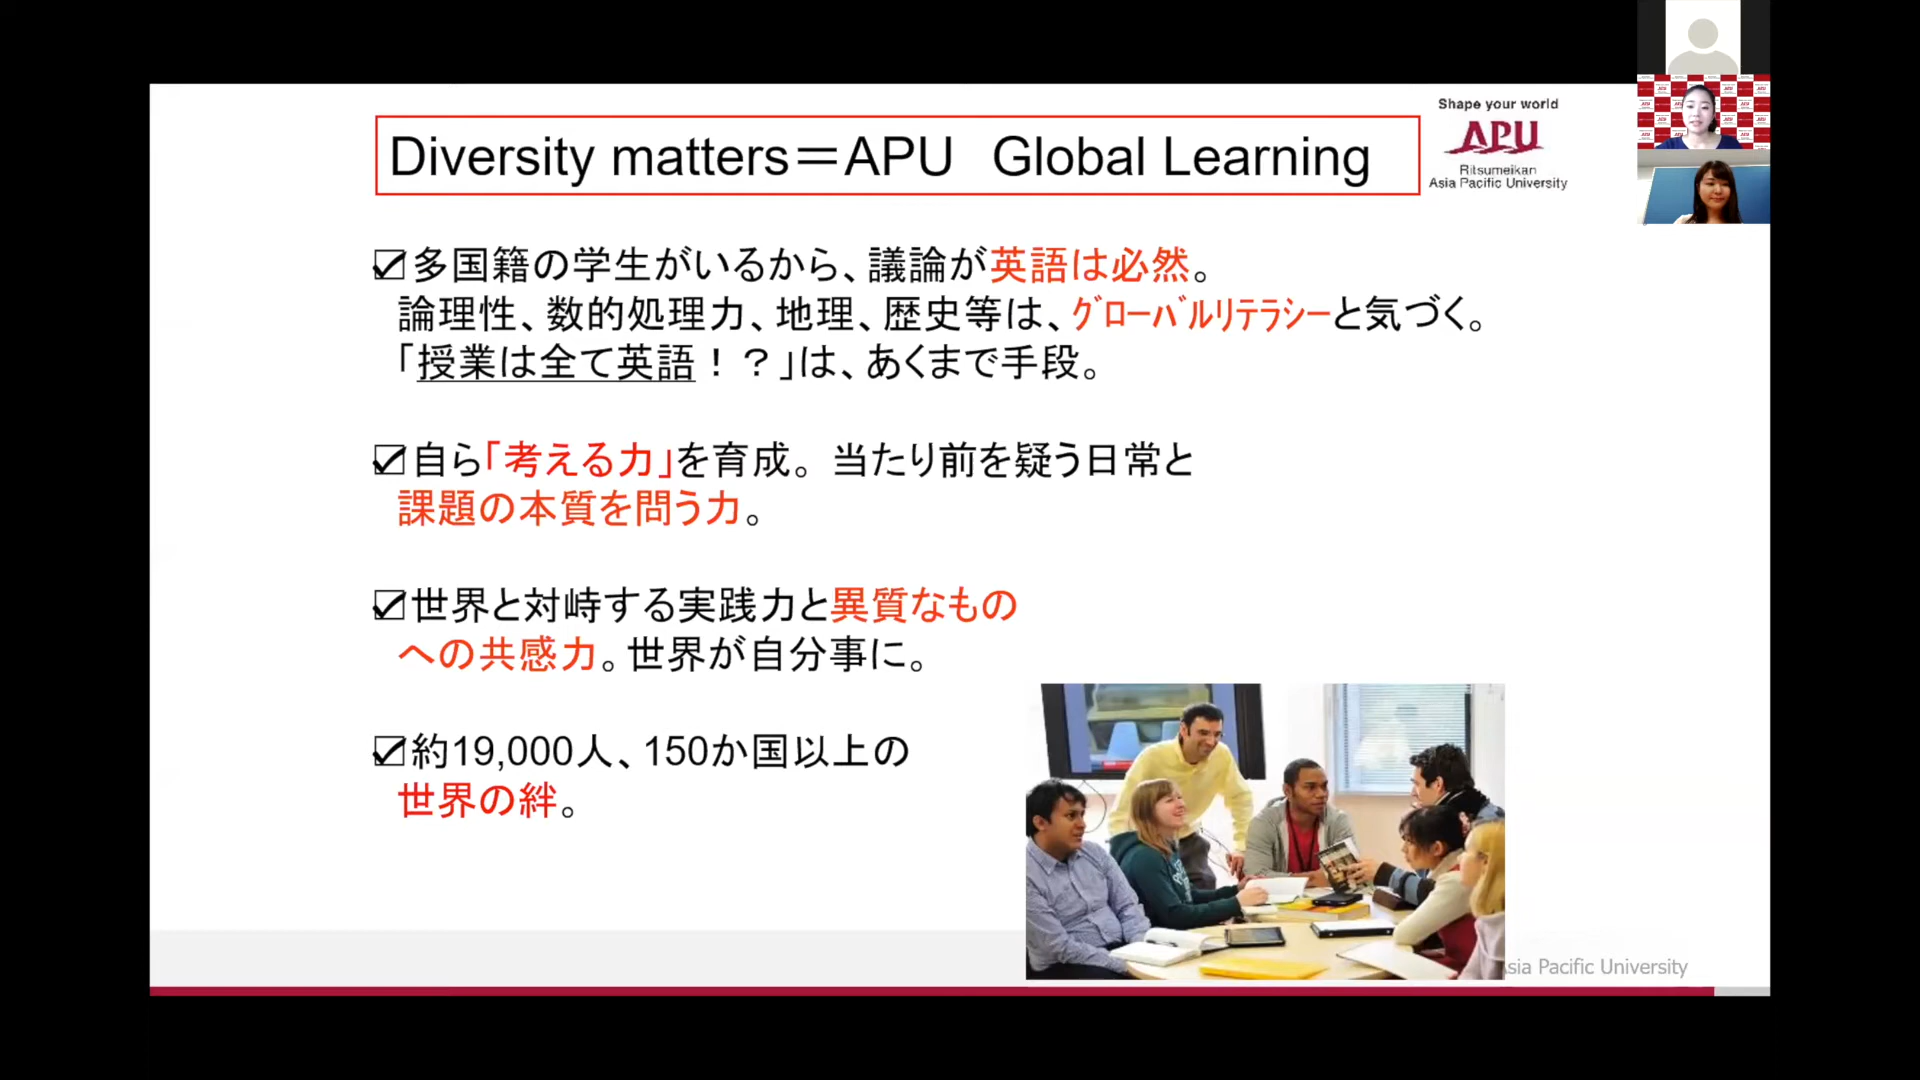 Diversity matters＝APU　Global Learning
Shape your world
APU
Ritsumeikan
Asia Pacific University
☑多国籍の学生がいるから、議論が英語は必然。
論理性、数的処理力、地理、歴史等は、ｸﾞﾛｰﾊﾞﾙﾘﾃﾗｼｰと気づく。
「授業は全て英語！？」は、あくまで手段。
☑自ら「考える力」を育成。当たり前を疑う日常と
課題の本質を問う力。
☑世界と対峙する実践力と異質なもの
への共感力。世界が自分事に。
☑約19,000人、150か国以上の
世界の絆。
sia Pacific University